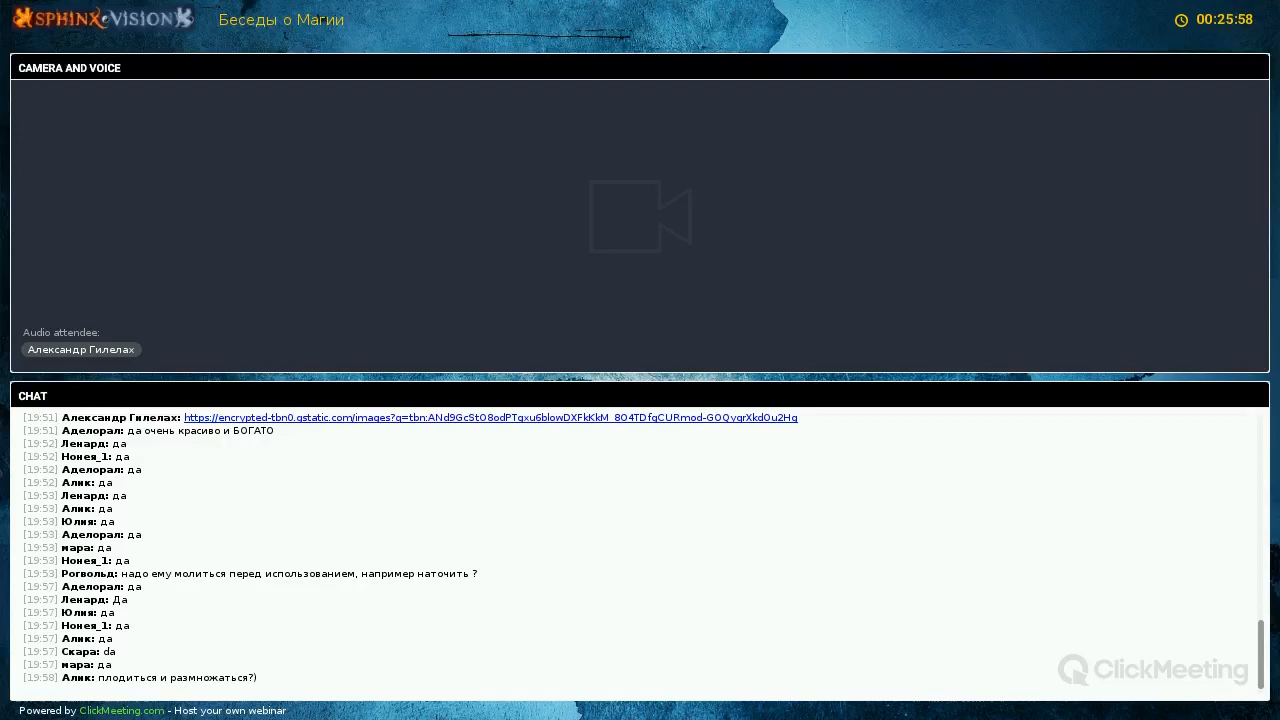 SPHINX VISION Беседы о Магии 00:25:58
CAMERA AND VOICE
Audio attendee:
Александр Гилелах
CHAT
[19:51] Александр Гилелах: https://encrypted-tbn0.gstatic.com/images?q=tbn:ANd9GcStO8odPTgxu6blowDXFkKkM_8O4TDfgCURmod-GOQyqrXkdOu2Hg
[19:51] Аделорал: да очень красиво и БОГАТО
[19:52] Ленард: да
[19:52] Нонея_1: да
[19:52] Аделорал: да
[19:52] Алик: да
[19:53] Ленард: да
[19:53] Алик: да
[19:53] Юлия: да
[19:53] Аделорал: да
[19:53] мара: да
[19:53] Нонея_1: да
[19:53] Рогвольд: надо ему молиться перед использованием, например наточить ?
[19:57] Аделорал: да
[19:57] Ленард: Да
[19:57] Юлия: да
[19:57] Нонея_1: да
[19:57] Алик: да
[19:57] Скара: da
[19:57] мара: да
[19:58] Алик: плодиться и размножаться?)
ClickMeeting
Powered by ClickMeeting.com - Host your own webinar